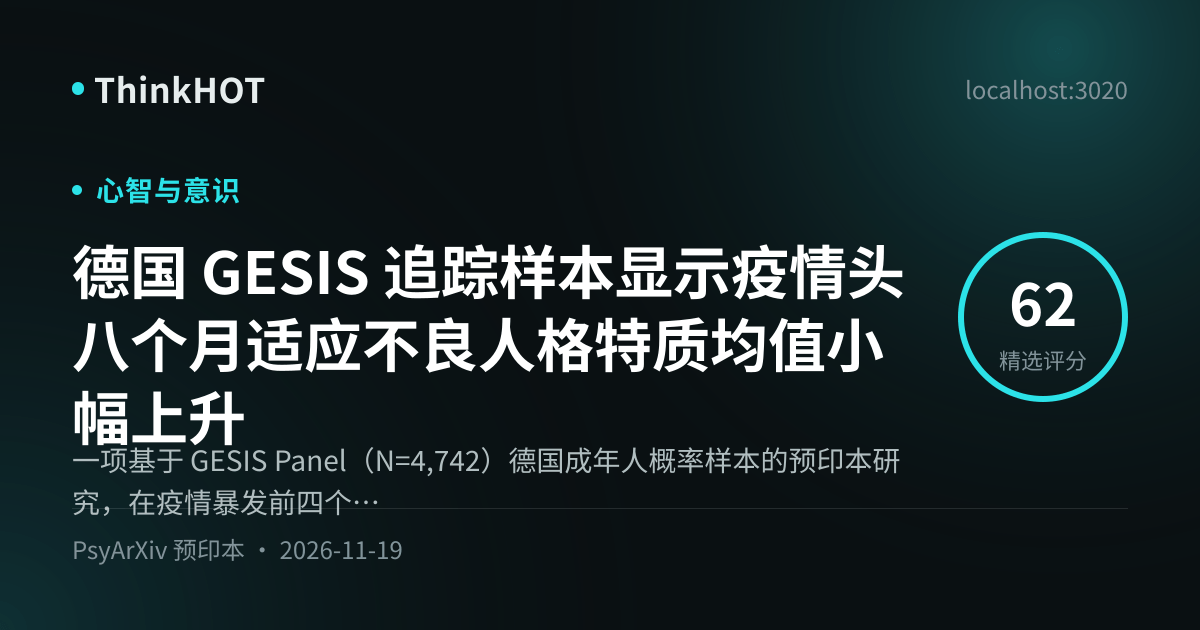 ThinkHOT
localhost:3020
心智与意识
德国 GESIS 追踪样本显示疫情头
八个月适应不良人格特质均值小
幅上升
62
精选评分
一项基于 GESIS Panel（N=4,742）德国成年人概率样本的预印本研
究，在疫情暴发前四个…
PsyArXiv 预印本 · 2026-11-19